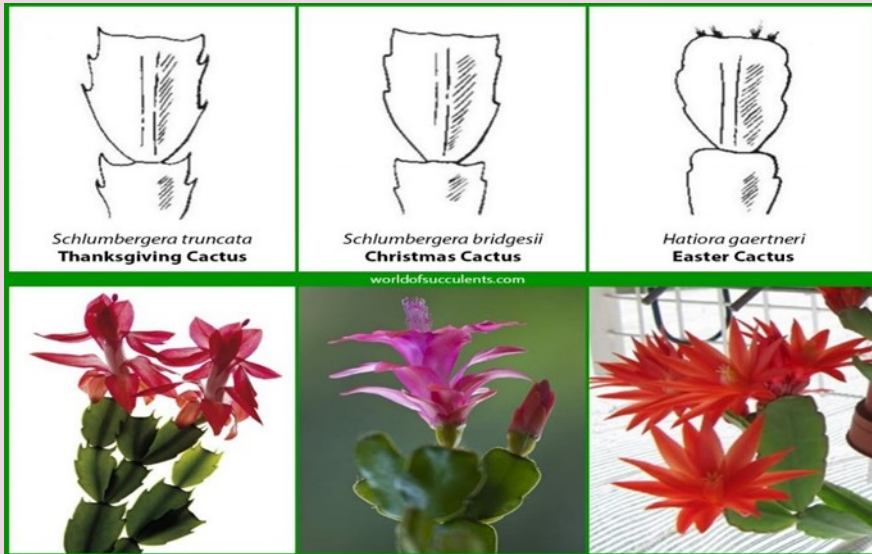 Schlumbergera truncata
Thanksgiving Cactus
Schlumbergera bridgesii
Christmas Cactus
Hatiora gaertneri
Easter Cactus
worldofsucculents.com